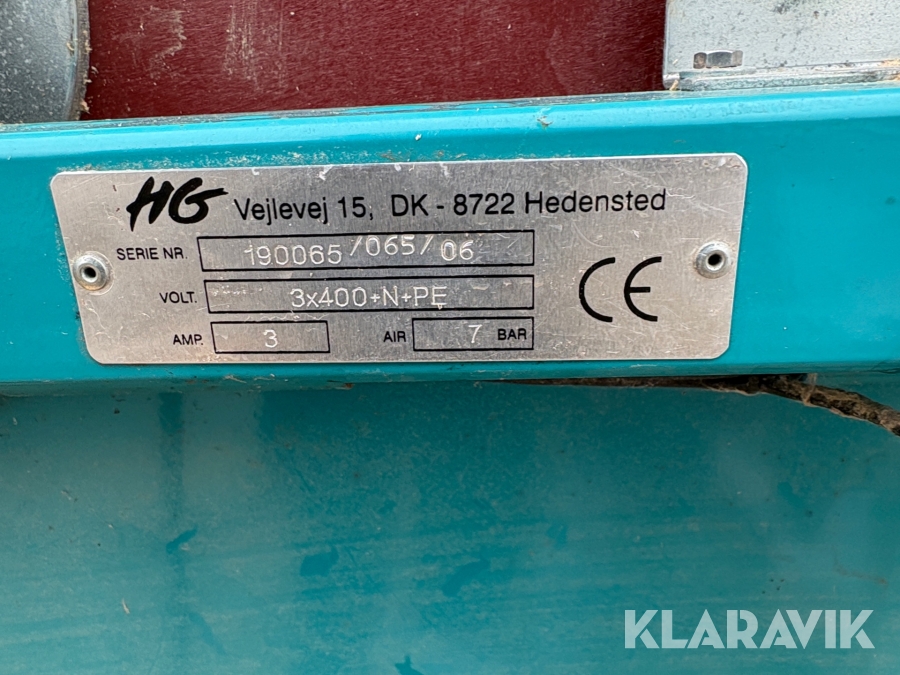 HG Vejlevej 15, DK - 8722 Hedensted
SERIE NR. 190065/065/06
VOLT. 3x400+N+PE
AMP. 3 AIR 7 BAR
CE
KLARAVIK